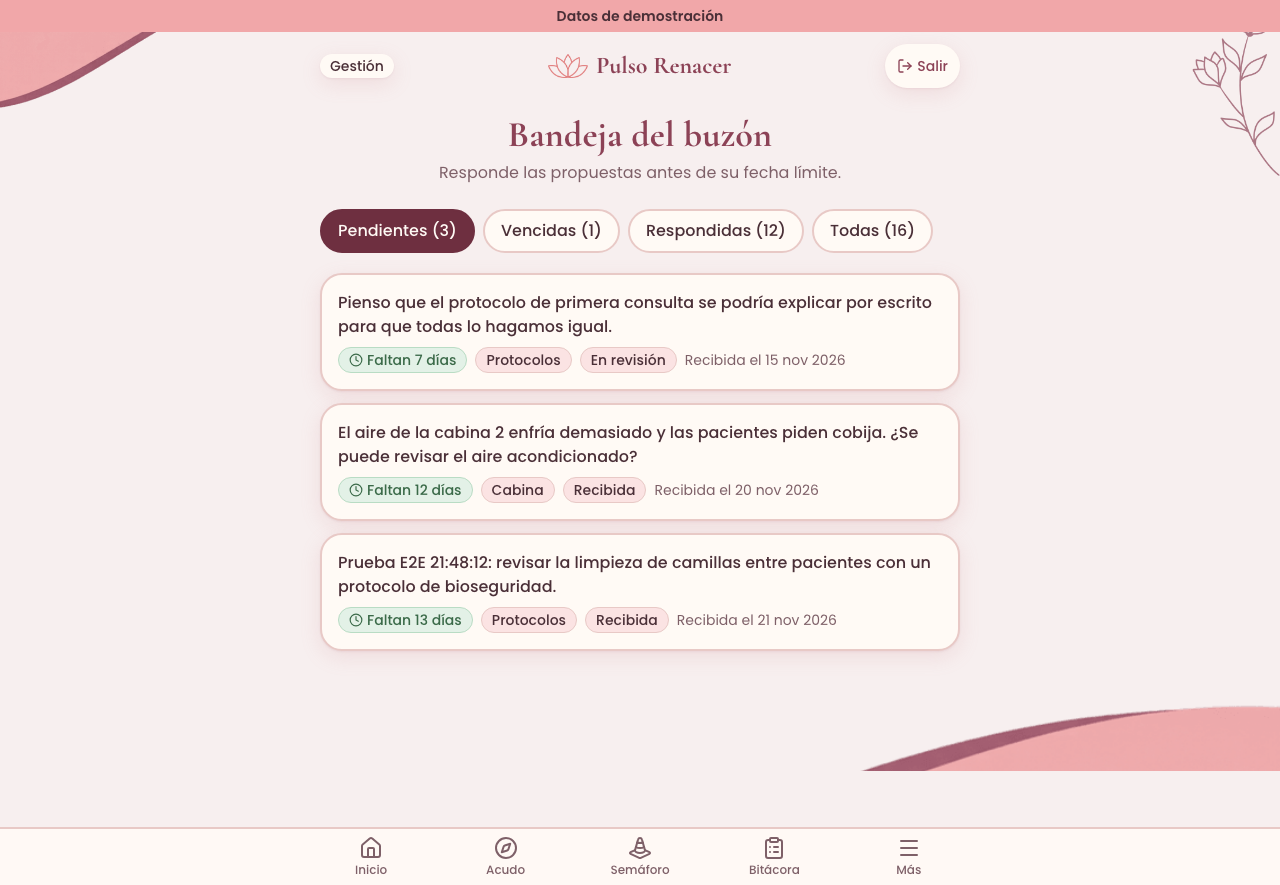 Datos de demostración
Gestión
Pulso Renacer
Salir
Bandeja del buzón
Responde las propuestas antes de su fecha límite.
Pendientes (3) Vencidas (1) Respondidas (12) Todas (16)
Pienso que el protocolo de primera consulta se podría explicar por escrito
para que todas lo hagamos igual.
Faltan 7 días Protocolos En revisión Recibida el 15 nov 2026
El aire de la cabina 2 enfría demasiado y las pacientes piden cobija. ¿Se
puede revisar el aire acondicionado?
Faltan 12 días Cabina Recibida Recibida el 20 nov 2026
Prueba E2E 21:48:12: revisar la limpieza de camillas entre pacientes con un
protocolo de bioseguridad.
Faltan 13 días Protocolos Recibida Recibida el 21 nov 2026
Inicio Acudo Semáforo Bitácora Más